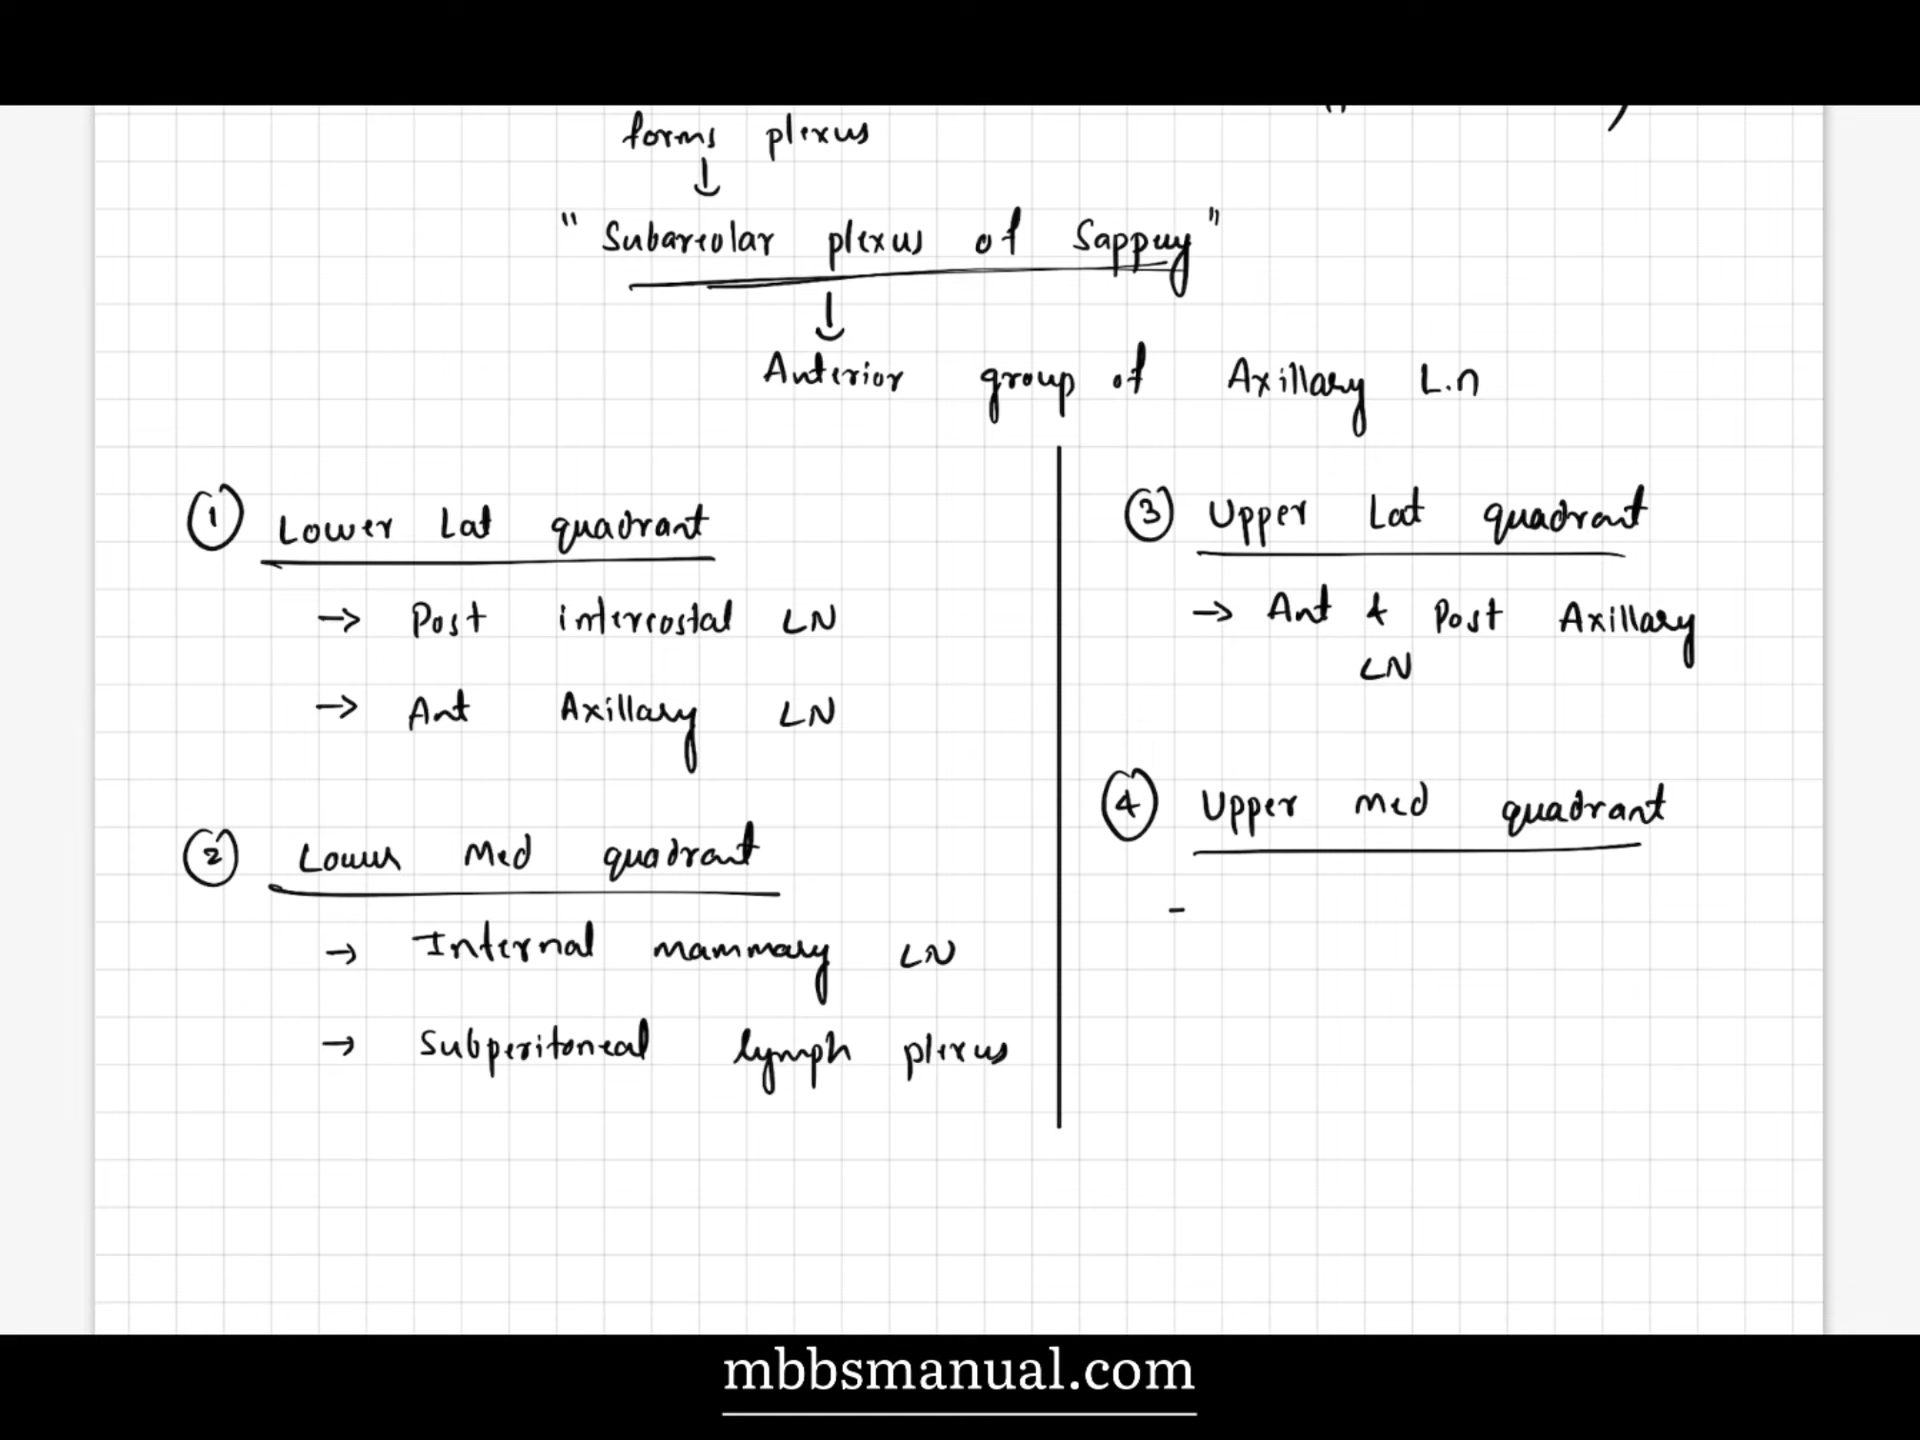 forms plexus
↓
"Subareolar plexus of Sappey"
↓
Anterior group of Axillary L.n
① Lower Lat quadrant
→ Post intercostal LN
→ Ant Axillary LN
② Lower Med quadrant
→ Internal mammary LN
→ Subperitoneal lymph plexus
③ Upper Lat quadrant
→ Ant & Post Axillary
LN
④ Upper med quadrant
-
mbbsmanual.com